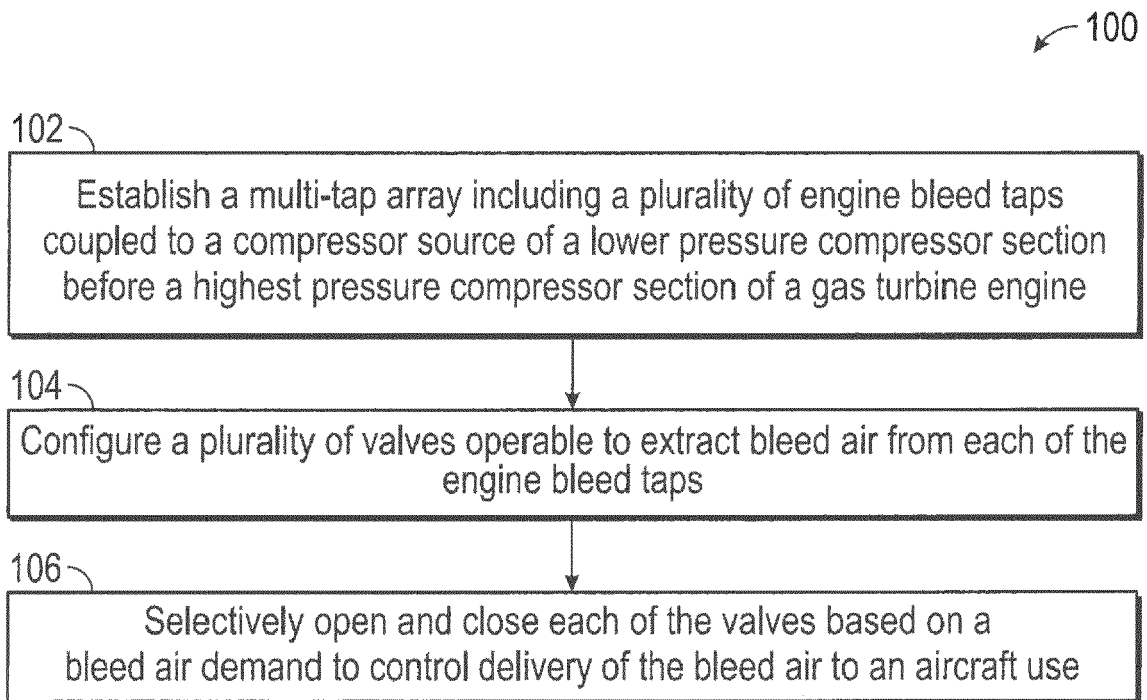 100
102
Establish a multi-tap array including a plurality of engine bleed taps
coupled to a compressor source of a lower pressure compressor section
before a highest pressure compressor section of a gas turbine engine
104
Configure a plurality of valves operable to extract bleed air from each of the
engine bleed taps
106
Selectively open and close each of the valves based on a
bleed air demand to control delivery of the bleed air to an aircraft use